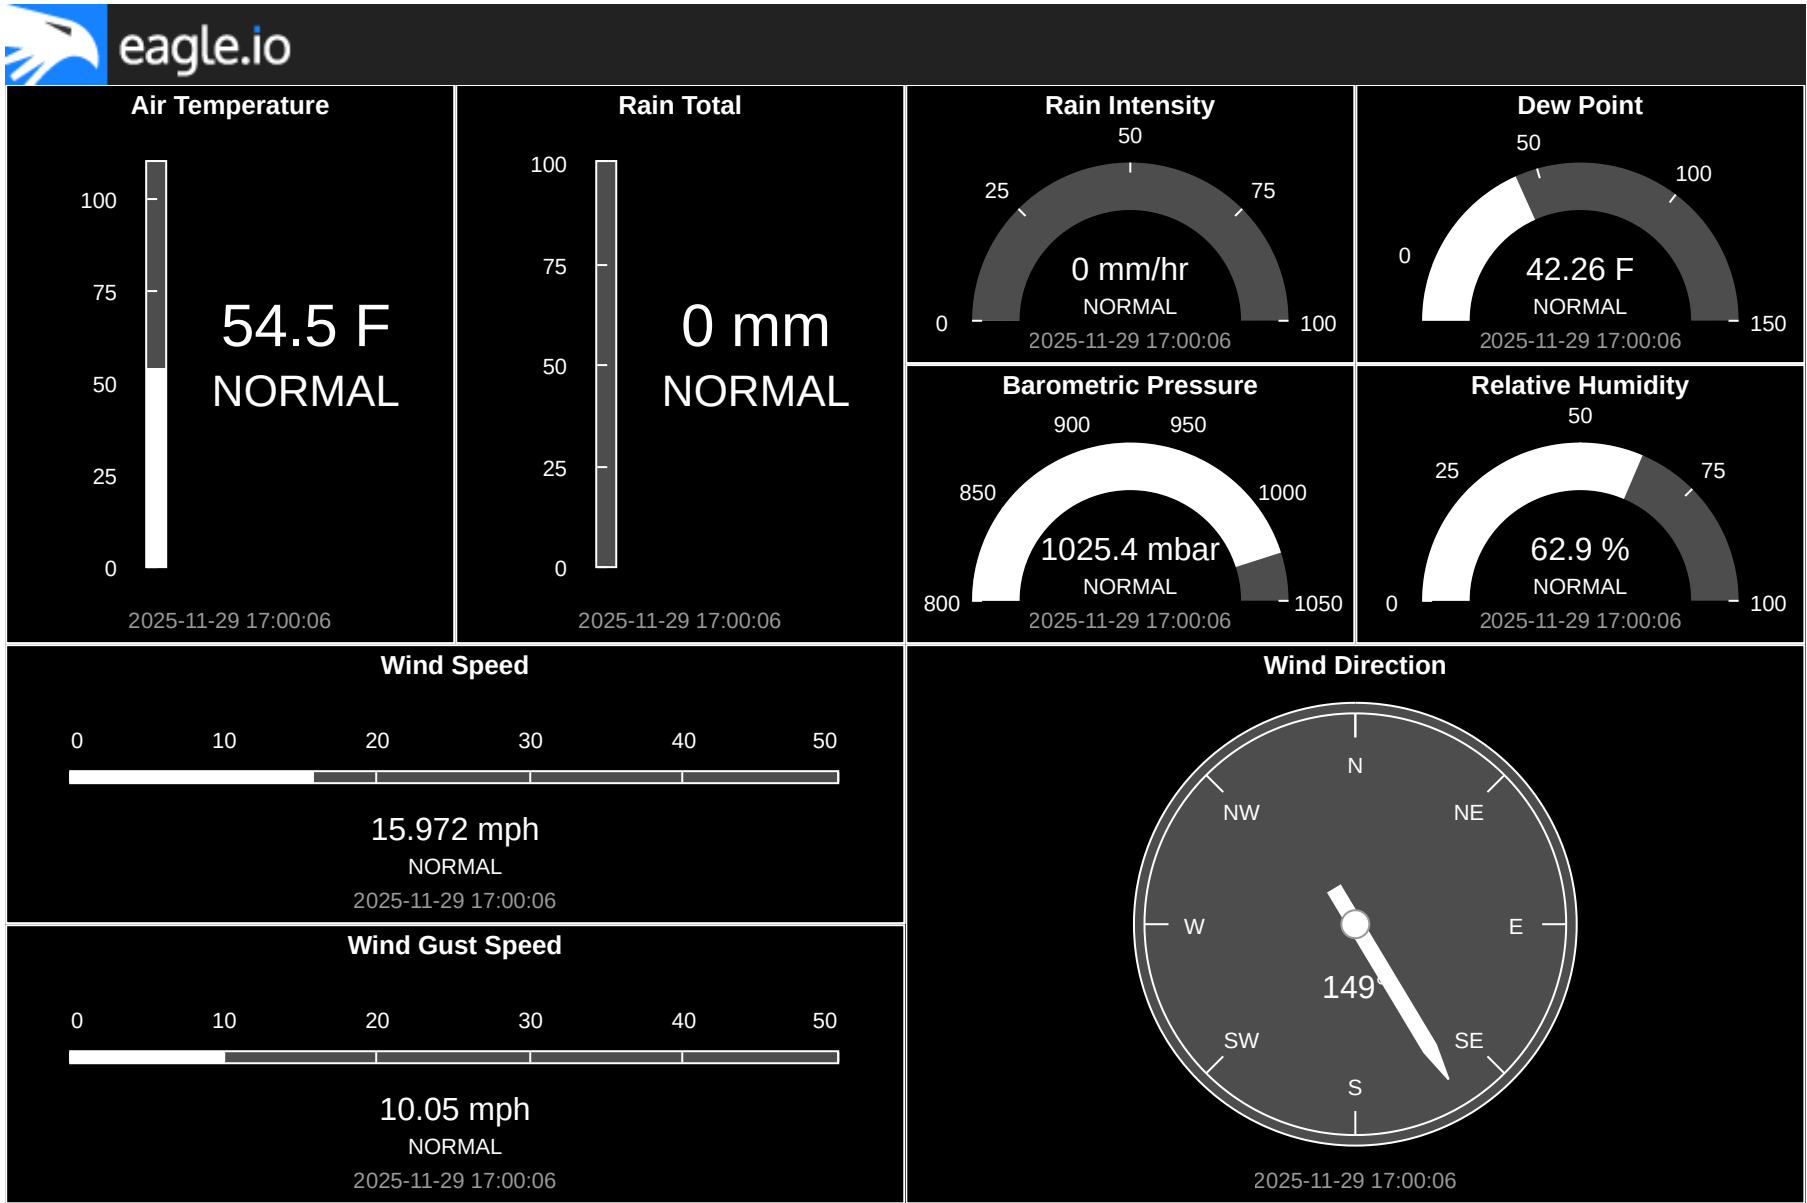 eagle.io
Air Temperature
100
75
50
25
0
54.5 F
NORMAL
2025-11-29 17:00:06
Rain Total
100
75
50
25
0
0 mm
NORMAL
2025-11-29 17:00:06
Rain Intensity
0
25
50
75
100
0 mm/hr
NORMAL
2025-11-29 17:00:06
Dew Point
0
50
100
150
42.26 F
NORMAL
2025-11-29 17:00:06
Barometric Pressure
800
850
900
950
1000
1050
1025.4 mbar
NORMAL
2025-11-29 17:00:06
Relative Humidity
0
25
50
75
100
62.9 %
NORMAL
2025-11-29 17:00:06
Wind Speed
0 10 20 30 40 50
15.972 mph
NORMAL
2025-11-29 17:00:06
Wind Gust Speed
0 10 20 30 40 50
10.05 mph
NORMAL
2025-11-29 17:00:06
Wind Direction
N
NW NE
W E
149°
SW SE
S
2025-11-29 17:00:06